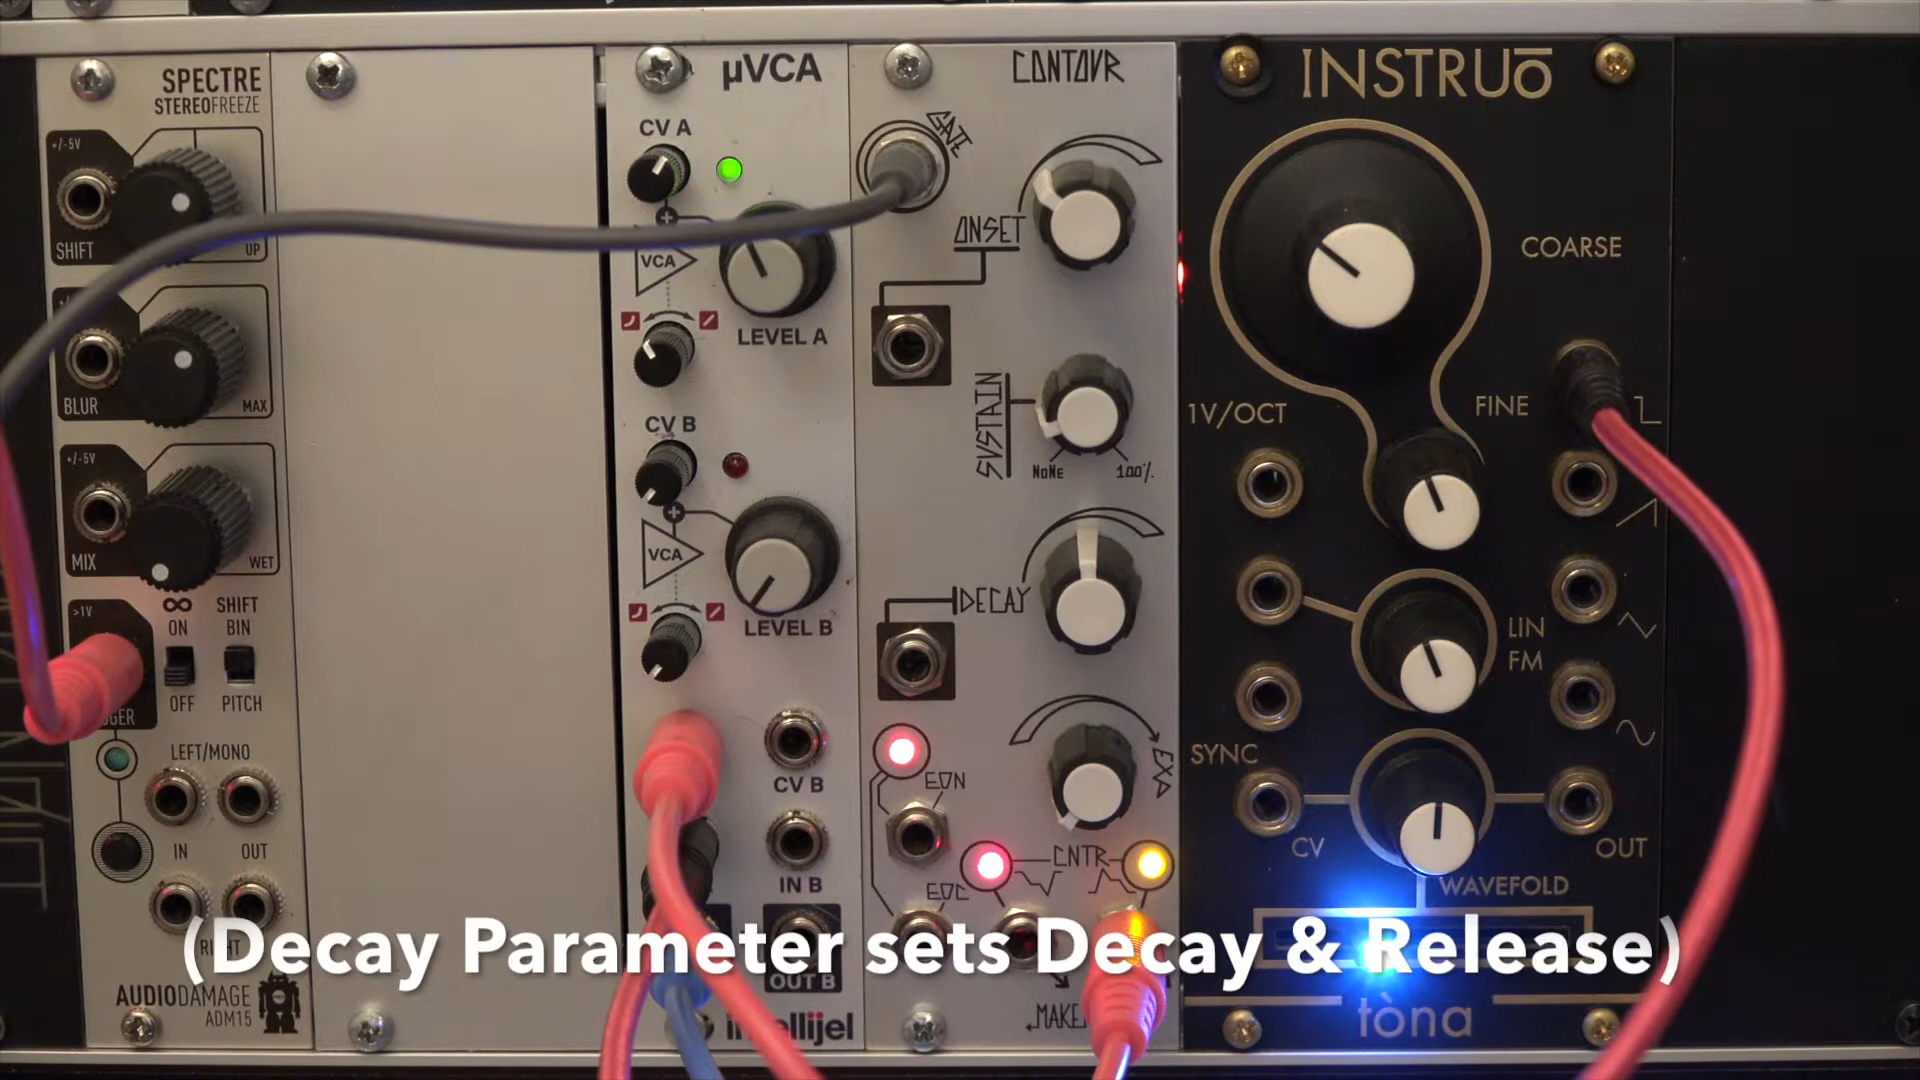 SPECTRE
STEREOFREEZE
+/-5V
SHIFT
UP
BLUR
MAX
+/-5V
MIX
WET
>1V
∞
ON
OFF
SHIFT
BIN
PITCH
LEFT/MONO
IN
OUT
AUDIODAMAGE
ADM15
µVCA
CV A
VCA
LEVEL A
CV B
VCA
LEVEL B
CV B
IN B
OUT B
CONTOUR
GATE
ONSET
SUSTAIN
NONE
100%
DECAY
EXP
EON
EOC
CNTR
MAKE
INSTRUŌ
COARSE
FINE
1V/OCT
LIN
FM
SYNC
CV
OUT
WAVEFOLD
tòna
(Decay Parameter sets Decay & Release)